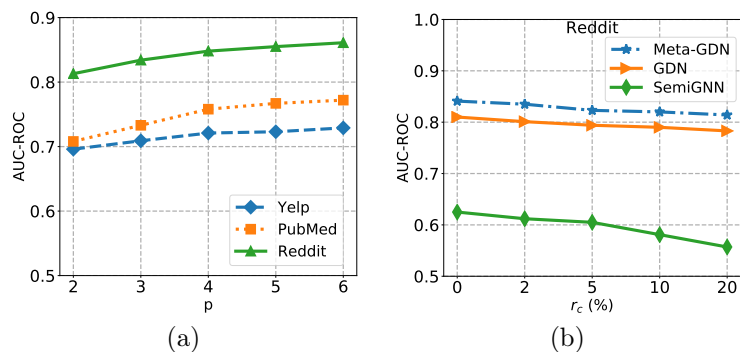 0.9
0.8
0.7
0.6
0.5
AUC-ROC
2
3
4
5
6
p
Yelp
PubMed
Reddit
(a)
Reddit
1.0
0.9
0.8
0.7
0.6
0.5
AUC-ROC
0
2
5
10
20
r_c (%)
Meta-GDN
GDN
SemiGNN
(b)